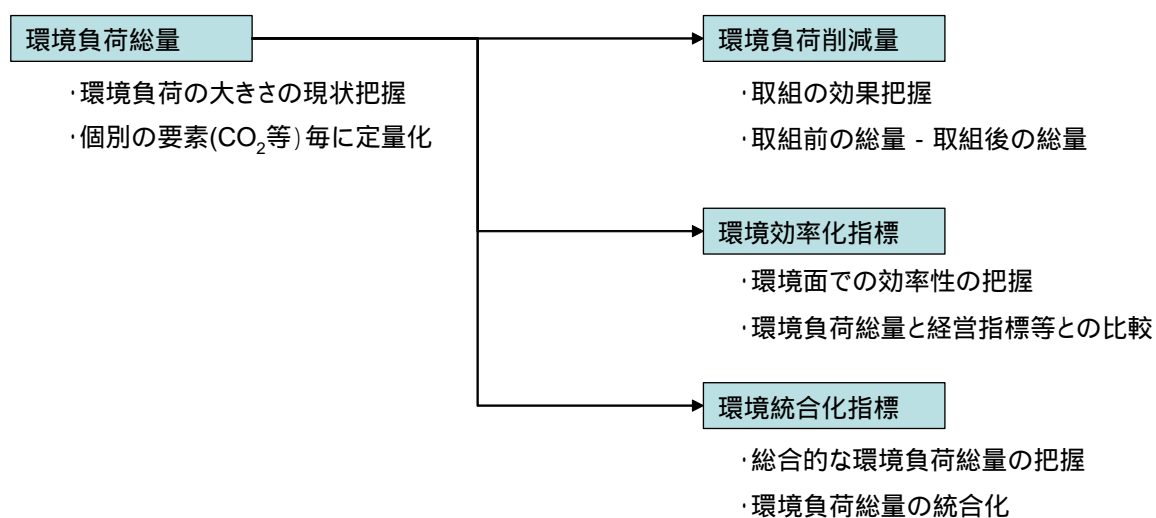 環境負荷総量
·環境負荷の大きさの現状把握
·個別の要素(CO₂等)毎に定量化
環境負荷削減量
·取組の効果把握
·取組前の総量 - 取組後の総量
環境効率化指標
·環境面での効率性の把握
·環境負荷総量と経営指標等との比較
環境統合化指標
·総合的な環境負荷総量の把握
·環境負荷総量の統合化